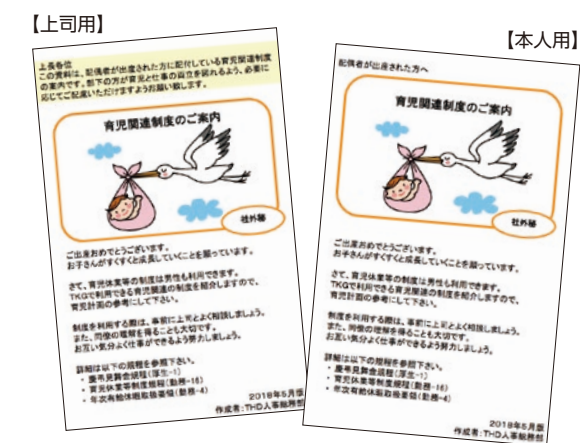 【上司用】
上長各位
この資料は、配偶者が出産された方に配付している育児関連制度
の案内です。部下の方が育児と仕事の両立を図れるよう、必要に
応じてご配慮いただけますようお願い致します。
育児関連制度のご案内
社外秘
ご出産おめでとうございます。
お子さんがすくすくと成長していくことを願っています。
さて、育児休業等の制度は男性も利用できます。
TKGで利用できる育児関連の制度を紹介しますので、
育児計画の参考にして下さい。
制度を利用する際は、事前に上司とよく相談しましょう。
また、同僚の理解を得ることも大切です。
お互い気分よく仕事ができるよう努力しましょう。
詳細は以下の規程を参照下さい。
・ 慶弔見舞金規程(厚生-1)
・ 育児休業等制度規程(勤務-16)
・ 年次有給休暇取扱要領(勤務-4)
2018年5月版
作成者:THD人事総務部
【本人用】
配偶者が出産された方へ
育児関連制度のご案内
社外秘
ご出産おめでとうございます。
お子さんがすくすくと成長していくことを願っています。
さて、育児休業等の制度は男性も利用できます。
TKGで利用できる育児関連の制度を紹介しますので、
育児計画の参考にして下さい。
制度を利用する際は、事前に上司とよく相談しましょう。
また、同僚の理解を得ることも大切です。
お互い気分よく仕事ができるよう努力しましょう。
詳細は以下の規程を参照下さい。
・ 慶弔見舞金規程(厚生-1)
・ 育児休業等制度規程(勤務-16)
・ 年次有給休暇取扱要領(勤務-4)
2018年5月版
作成者:THD人事総務部